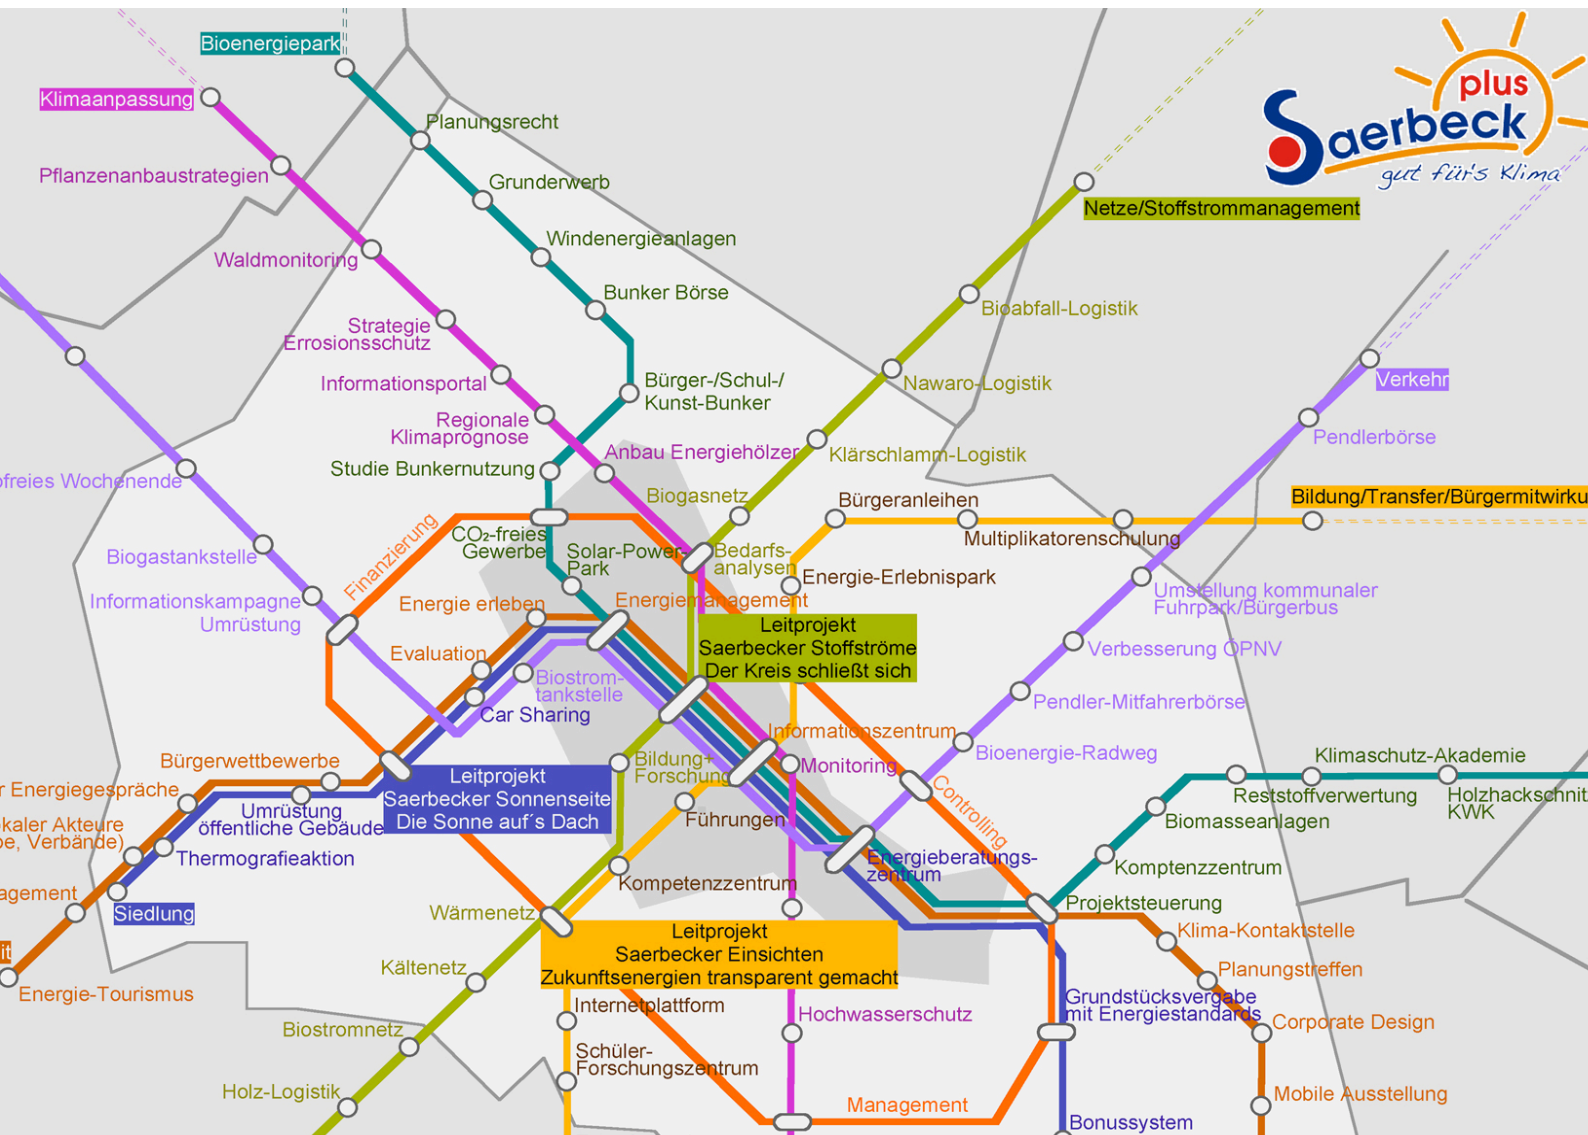 Bioenergiepark
Klimaanpassung
Planungsrecht
Pflanzenanbaustrategien
Grunderwerb
Waldmonitoring
Windenergieanlagen
Bunker Börse
Strategie
Errosionsschutz
Informationsportal
Bürger-/Schul-/
Kunst-Bunker
Regionale
Klimaprognose
Studie Bunkernutzung
Anbau Energiehölzer
plus
Saerbeck
gut für's Klima
Netze/Stoffstrommanagement
Bioabfall-Logistik
Nawaro-Logistik
Klärschlamm-Logistik
Biogasnetz
Verkehr
Pendlerbörse
Bildung/Transfer/Bürgermitwirku
Bürgeranleihen
Multiplikatorenschulung
Energie-Erlebnispark
Umstellung kommunaler
Fuhrpark/Bürgerbus
Verbesserung ÖPNV
Pendler-Mitfahrerbörse
Bioenergie-Radweg
ofreies Wochenende
Biogastankstelle
Informationskampagne
Umrüstung
Finanzierung
CO₂-freies
Gewerbe
Solar-Power-
Park
Bedarfs-
analysen
Energie erleben
Energiemanagement
Evaluation
Biostrom-
tankstelle
Car Sharing
Leitprojekt
Saerbecker Stoffströme
Der Kreis schließt sich
Informationszentrum
Monitoring
Controlling
Bildung+
Forschung
Führungen
Kompetenzzentrum
Energieberatungs-
zentrum
Bürgerwettbewerbe
r Energiegespräche
Umrüstung
öffentliche Gebäude
Leitprojekt
Saerbecker Sonnenseite
Die Sonne auf´s Dach
okaler Akteure
be, Verbände)
Thermografieaktion
agement
Siedlung
it
Energie-Tourismus
Wärmenetz
Kältenetz
Biostromnetz
Holz-Logistik
Leitprojekt
Saerbecker Einsichten
Zukunftsenergien transparent gemacht
Internetplattform
Schüler-
Forschungszentrum
Hochwasserschutz
Management
Klimaschutz-Akademie
Reststoffverwertung
Holzhackschnit
KWK
Biomasseanlagen
Komptenzzentrum
Projektsteuerung
Klima-Kontaktstelle
Planungstreffen
Grundstücksvergabe
mit Energiestandards
Corporate Design
Mobile Ausstellung
Bonussystem